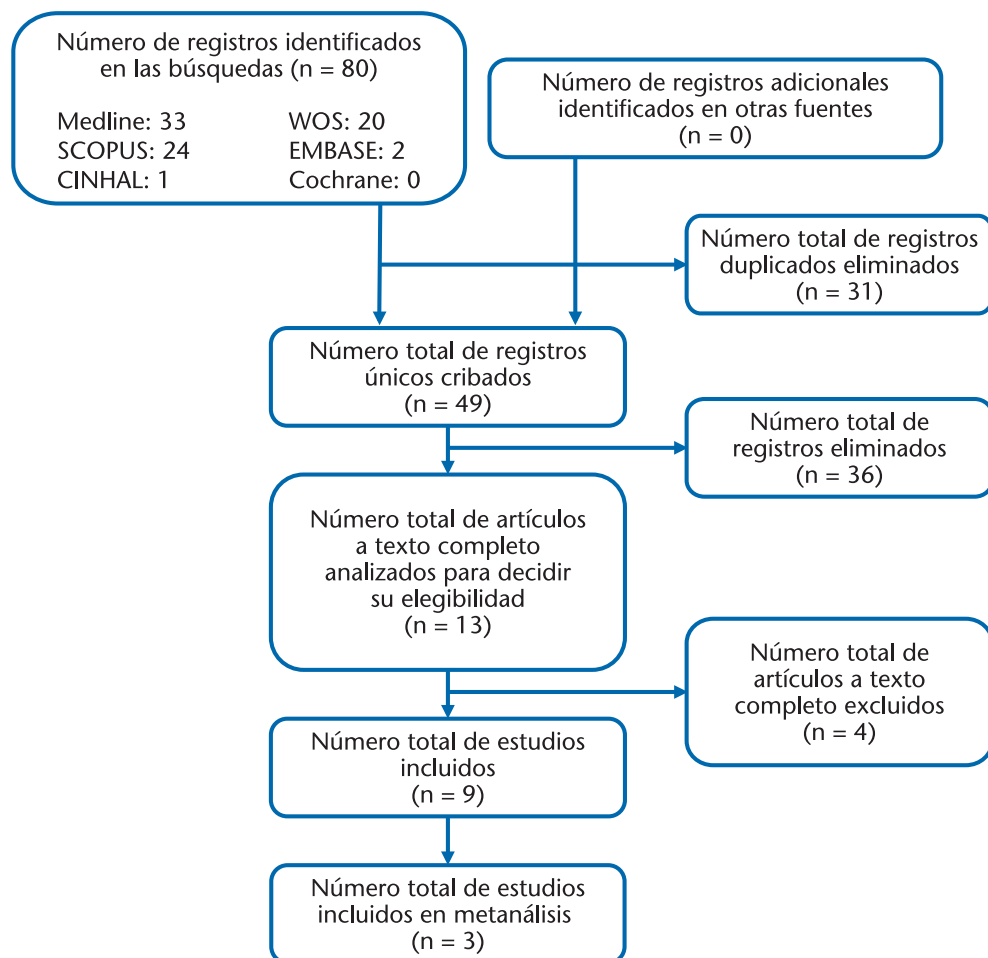 Número de registros identificados
en las búsquedas (n = 80)
Medline: 33 WOS: 20
SCOPUS: 24 EMBASE: 2
CINHAL: 1 Cochrane: 0
Número de registros adicionales
identificados en otras fuentes
(n = 0)
Número total de registros
duplicados eliminados
(n = 31)
Número total de registros
únicos cribados
(n = 49)
Número total de
registros eliminados
(n = 36)
Número total de artículos
a texto completo
analizados para decidir
su elegibilidad
(n = 13)
Número total de
artículos a texto
completo excluidos
(n = 4)
Número total de estudios
incluidos
(n = 9)
Número total de estudios
incluidos en metanálisis
(n = 3)